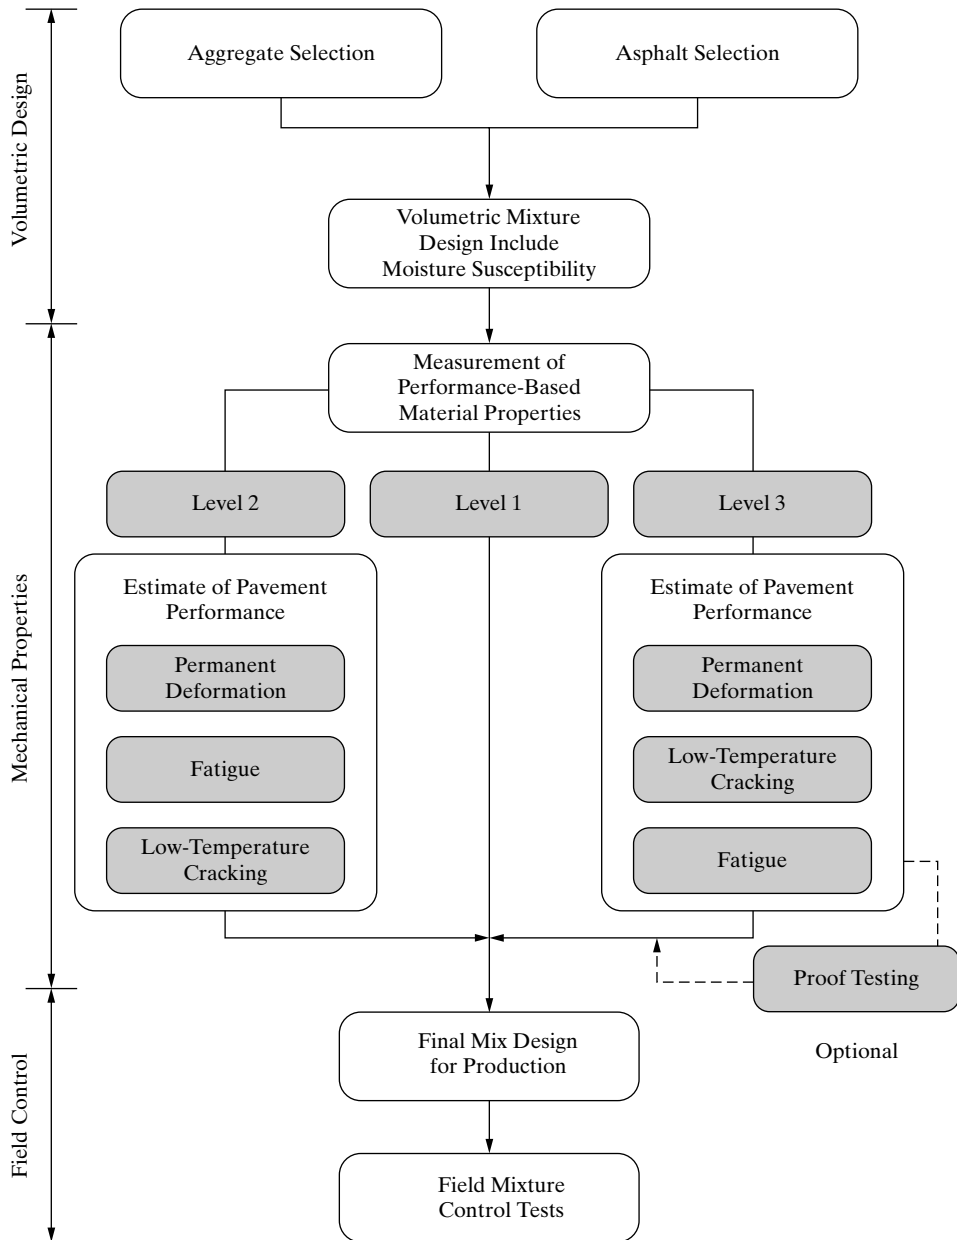 Aggregate Selection
Asphalt Selection
Volumetric Design
Volumetric Mixture
Design Include
Moisture Susceptibility
Measurement of
Performance-Based
Material Properties
Level 2
Level 1
Level 3
Mechanical Properties
Estimate of Pavement
Performance
Permanent
Deformation
Fatigue
Low-Temperature
Cracking
Estimate of Pavement
Performance
Permanent
Deformation
Low-Temperature
Cracking
Fatigue
Proof Testing
Optional
Field Control
Final Mix Design
for Production
Field Mixture
Control Tests